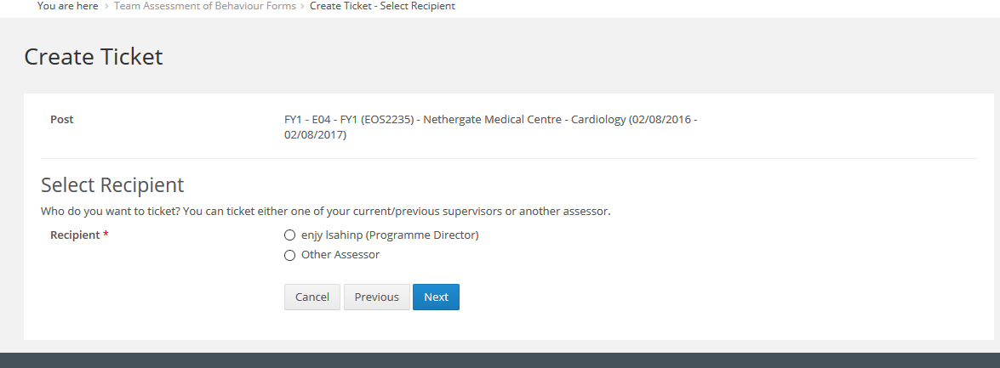 You are here › Team Assessment of Behaviour Forms › Create Ticket - Select Recipient
Create Ticket
Post
FY1 - E04 - FY1 (EOS2235) - Nethergate Medical Centre - Cardiology (02/08/2016 -
02/08/2017)
Select Recipient
Who do you want to ticket? You can ticket either one of your current/previous supervisors or another assessor.
Recipient *
enjy lsahinp (Programme Director)
Other Assessor
Cancel Previous Next